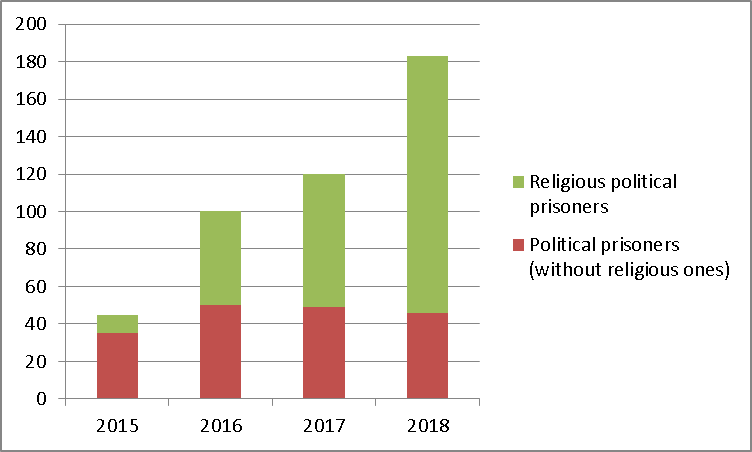 200
180
160
140
120
100
80
60
40
20
0
2015 2016 2017 2018
Religious political
prisoners
Political prisoners
(without religious ones)